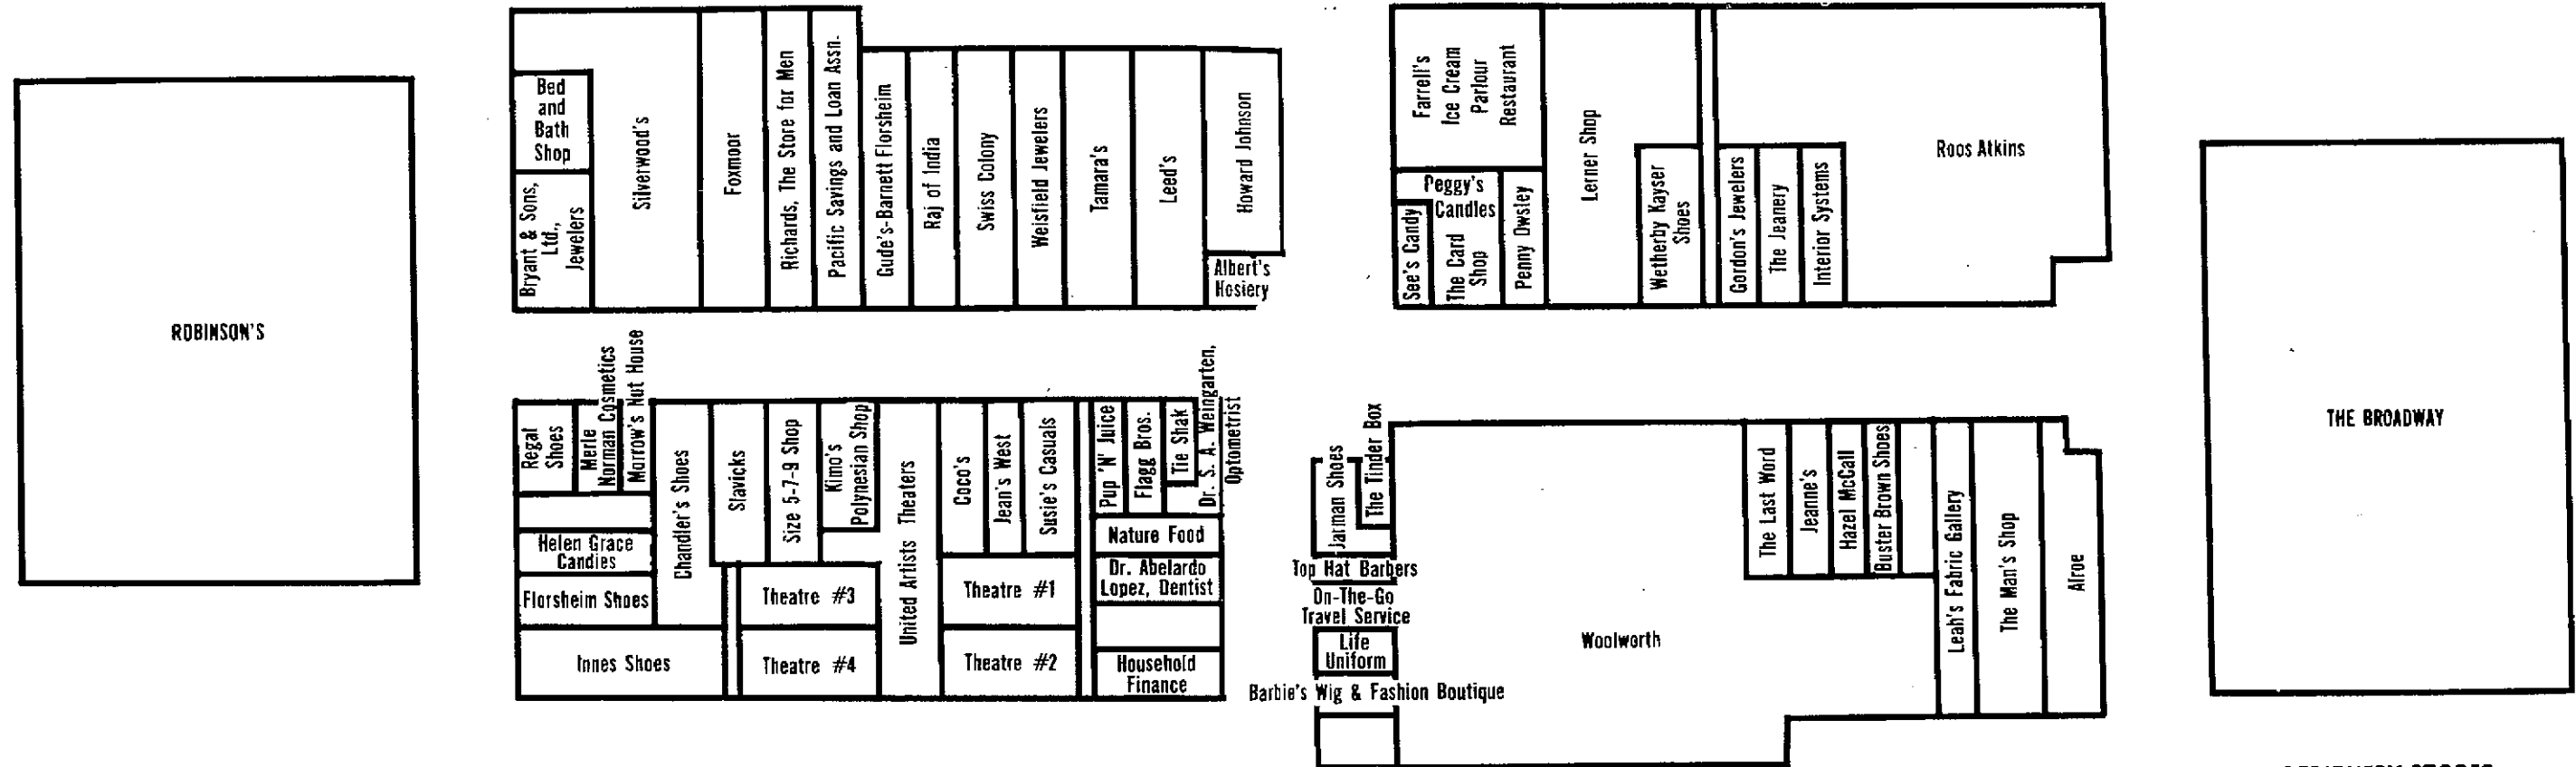 ROBINSON'S
Bed
and
Bath
Shop
Bryant & Sons,
Ltd.,
Jewelers
Silverwood's
Foxmoor
Richards, The Store for Men
Pacific Savings and Loan Assn.
Gude's-Barnett Florsheim
Raj of India
Swiss Colony
Weisfield Jewelers
Tamara's
Leed's
Howard Johnson
Albert's
Hosiery
Farrell's
Ice Cream
Parlour
Restaurant
Peggy's
Candles
See's Candy
The Card
Shop
Penny Owsley
Lerner Shop
Wetherby Kayser
Shoes
Gordon's Jewelers
The Jeanery
Interior Systems
Roos Atkins
THE BROADWAY
Regal
Shoes
Merle
Norman Cosmetics
Morrow's Nut House
Helen Grace
Candies
Florsheim Shoes
Innes Shoes
Chandler's Shoes
Slavicks
Size 5-7-9 Shop
Kimo's
Polynesian Shop
United Artists Theaters
Theatre #3
Theatre #4
Coco's
Jean's West
Susie's Casuals
Theatre #1
Theatre #2
Pup 'N' Juice
Flagg Bros.
Tie Shak
Dr. S. A. Weingarten,
Optometrist
Nature Food
Dr. Abelardo
Lopez, Dentist
Household
Finance
Jarman Shoes
The Tinder Box
Top Hat Barbers
On-The-Go
Travel Service
Life
Uniform
Barbie's Wig & Fashion Boutique
Woolworth
The Last Word
Jeanne's
Hazel McCall
Buster Brown Shoes
Leah's Fabric Gallery
The Man's Shop
Airoe